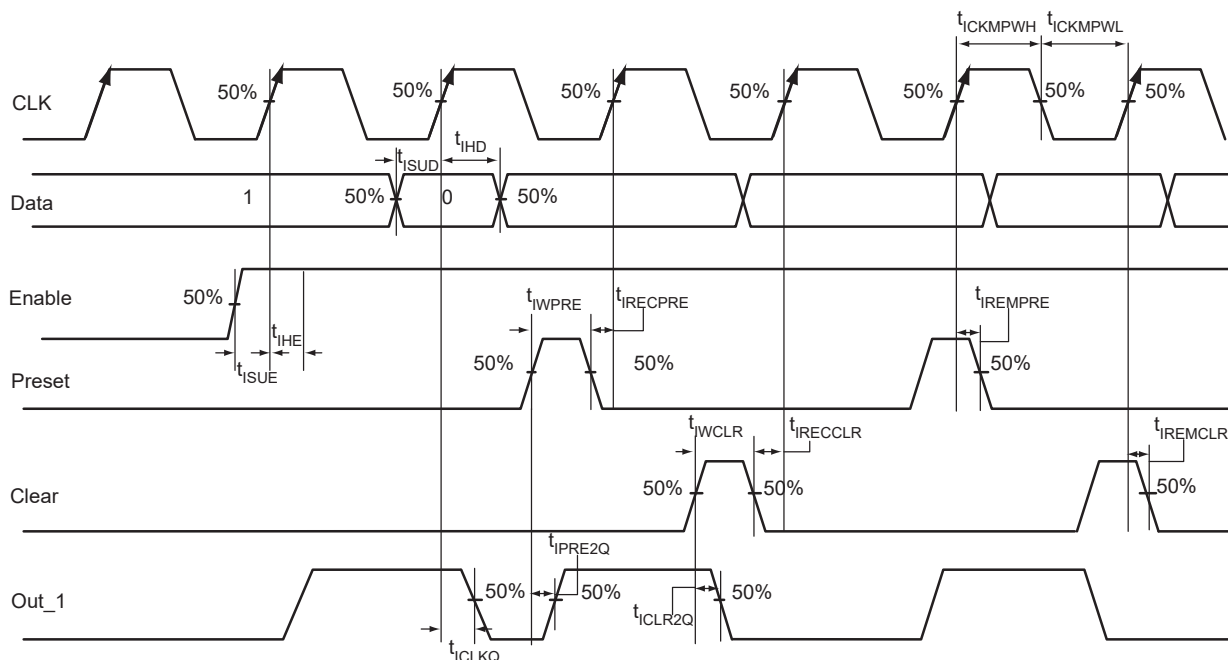 tICKMPWH tICKMPWL
CLK 50% 50% 50% 50% 50% 50% 50%
tISUD tIHD
Data 1 50% 0 50%
Enable 50%
tIHE
tISUE
tIWPRE tIRECPRE tIREMPRE
Preset 50% 50% 50%
tIWCLR tIRECCLR tIREMCLR
Clear 50% 50% 50%
tIPRE2Q
Out_1 50% 50% 50%
tICLR2Q
tICLKQ